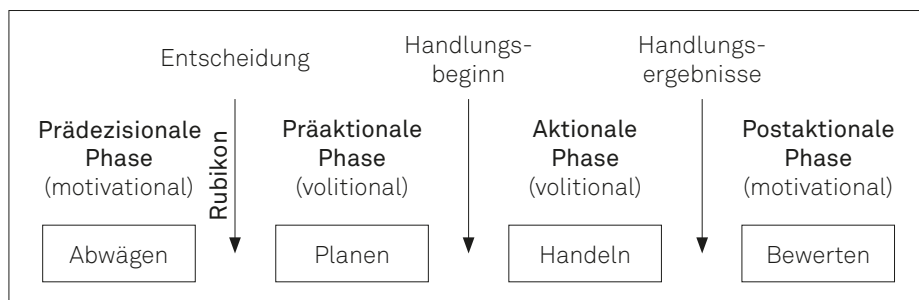 Entscheidung
Handlungs-
beginn
Handlungs-
ergebnisse
Prädezisionale
Phase
(motivational)
Rubikon
Präaktionale
Phase
(volitional)
Aktionale
Phase
(volitional)
Postaktionale
Phase
(motivational)
Abwägen
Planen
Handeln
Bewerten